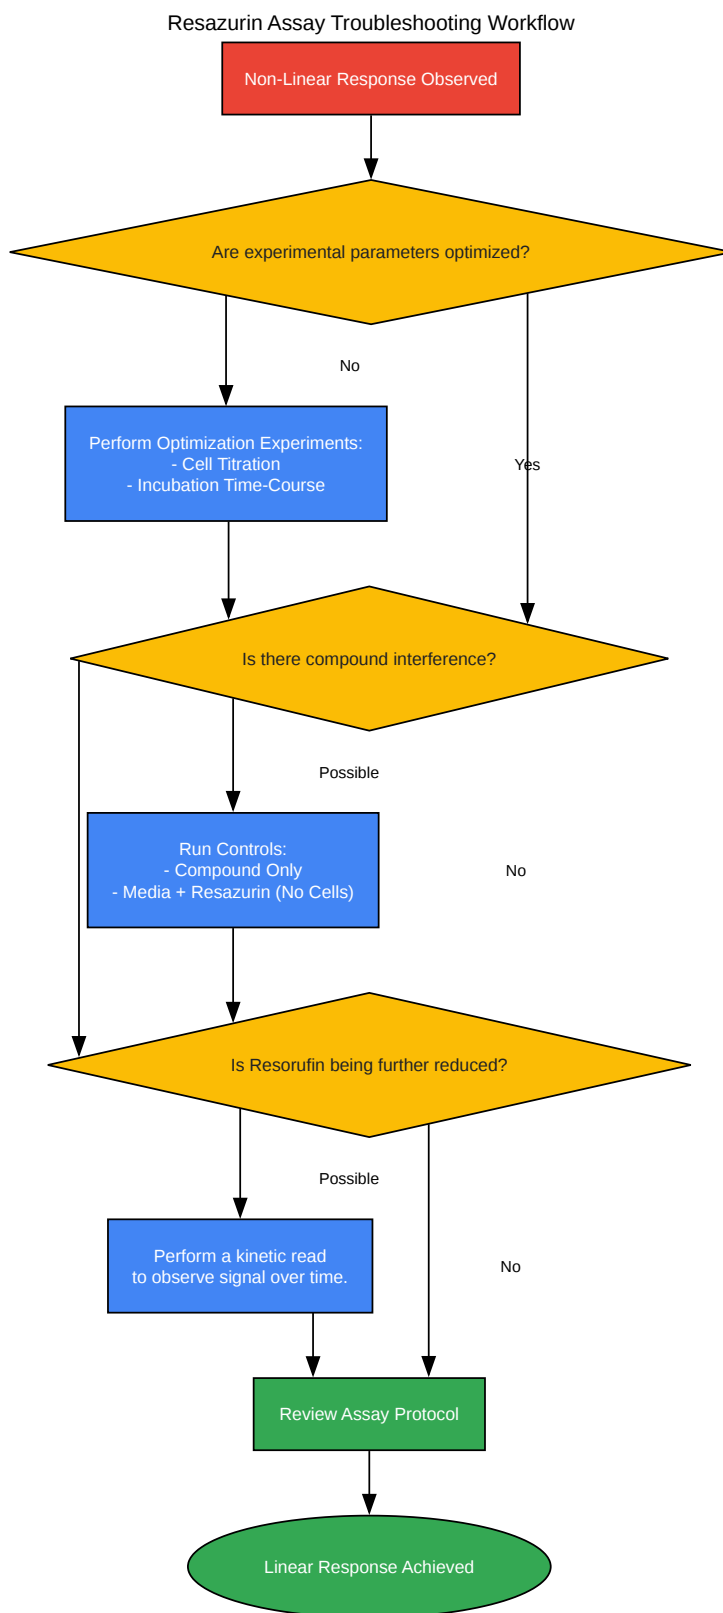 Resazurin Assay Troubleshooting Workflow
Non-Linear Response Observed
Are experimental parameters optimized?
No
Perform Optimization Experiments:
- Cell Titration
- Incubation Time-Course
Yes
Is there compound interference?
Possible
Run Controls:
- Compound Only
- Media + Resazurin (No Cells)
No
Is Resorufin being further reduced?
Possible
Perform a kinetic read
to observe signal over time.
No
Review Assay Protocol
Linear Response Achieved